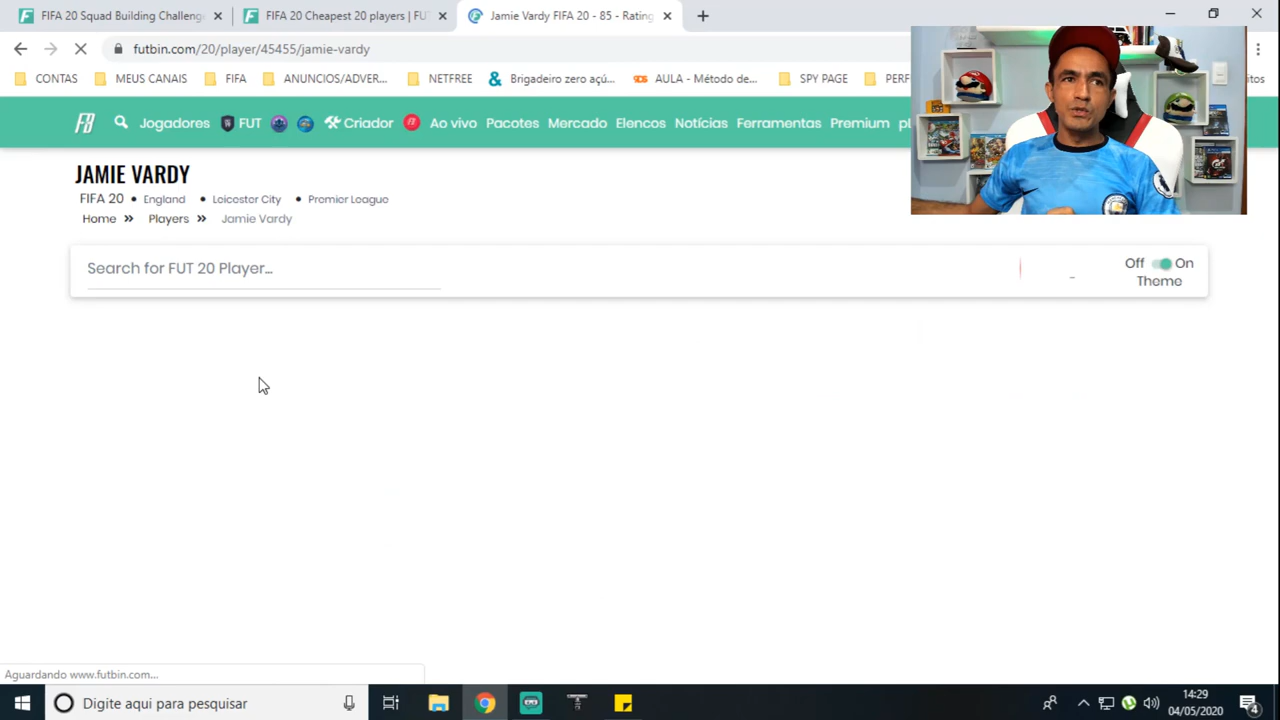 FIFA 20 Squad Building Challeng
FIFA 20 Cheapest 20 players | FUT
Jamie Vardy FIFA 20 - 85 - Rating
futbin.com/20/player/45455/jamie-vardy
CONTAS
MEUS CANAIS
FIFA
ANUNCIOS/ADVER...
NETFREE
Brigadeiro zero açú...
AULA - Método de...
SPY PAGE
PERF
itos
Jogadores
FUT
Criador
Ao vivo
Pacotes
Mercado
Elencos
Notícias
Ferramentas
Premium
JAMIE VARDY
FIFA 20 • England • Leicester City • Premier League
Home » Players » Jamie Vardy
Search for FUT 20 Player...
Off On
Theme
Aguardando www.futbin.com...
Digite aqui para pesquisar
14:29
04/05/2020
4